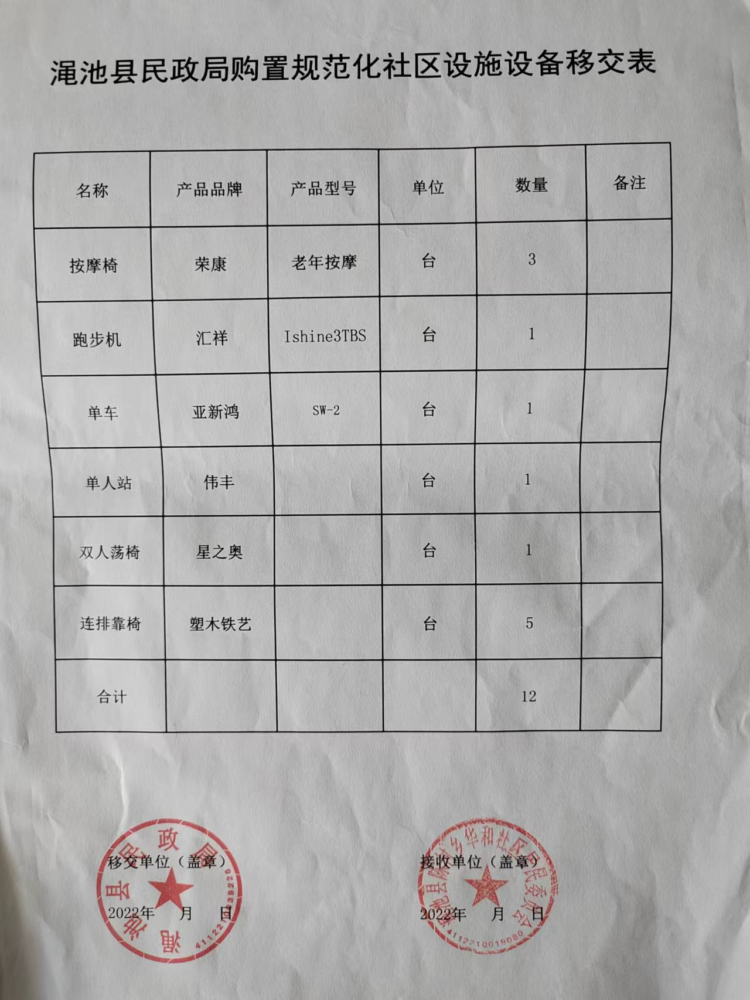 渑池县民政局购置规范化社区设施设备移交表
名称 产品品牌 产品型号 单位 数量 备注
按摩椅 荣康 老年按摩 台 3
跑步机 汇祥 Ishine3TBS 台 1
单车 亚新鸿 SW-2 台 1
单人站 伟丰 台 1
双人荡椅 星之奥 台 1
连排靠椅 塑木铁艺 台 5
合计 12
移交单位（盖章） 接收单位（盖章）
2022年 月 日 2022年 月 日
渑池县民政局
渑池县陈村乡华和社区居民委员会
4112210019080